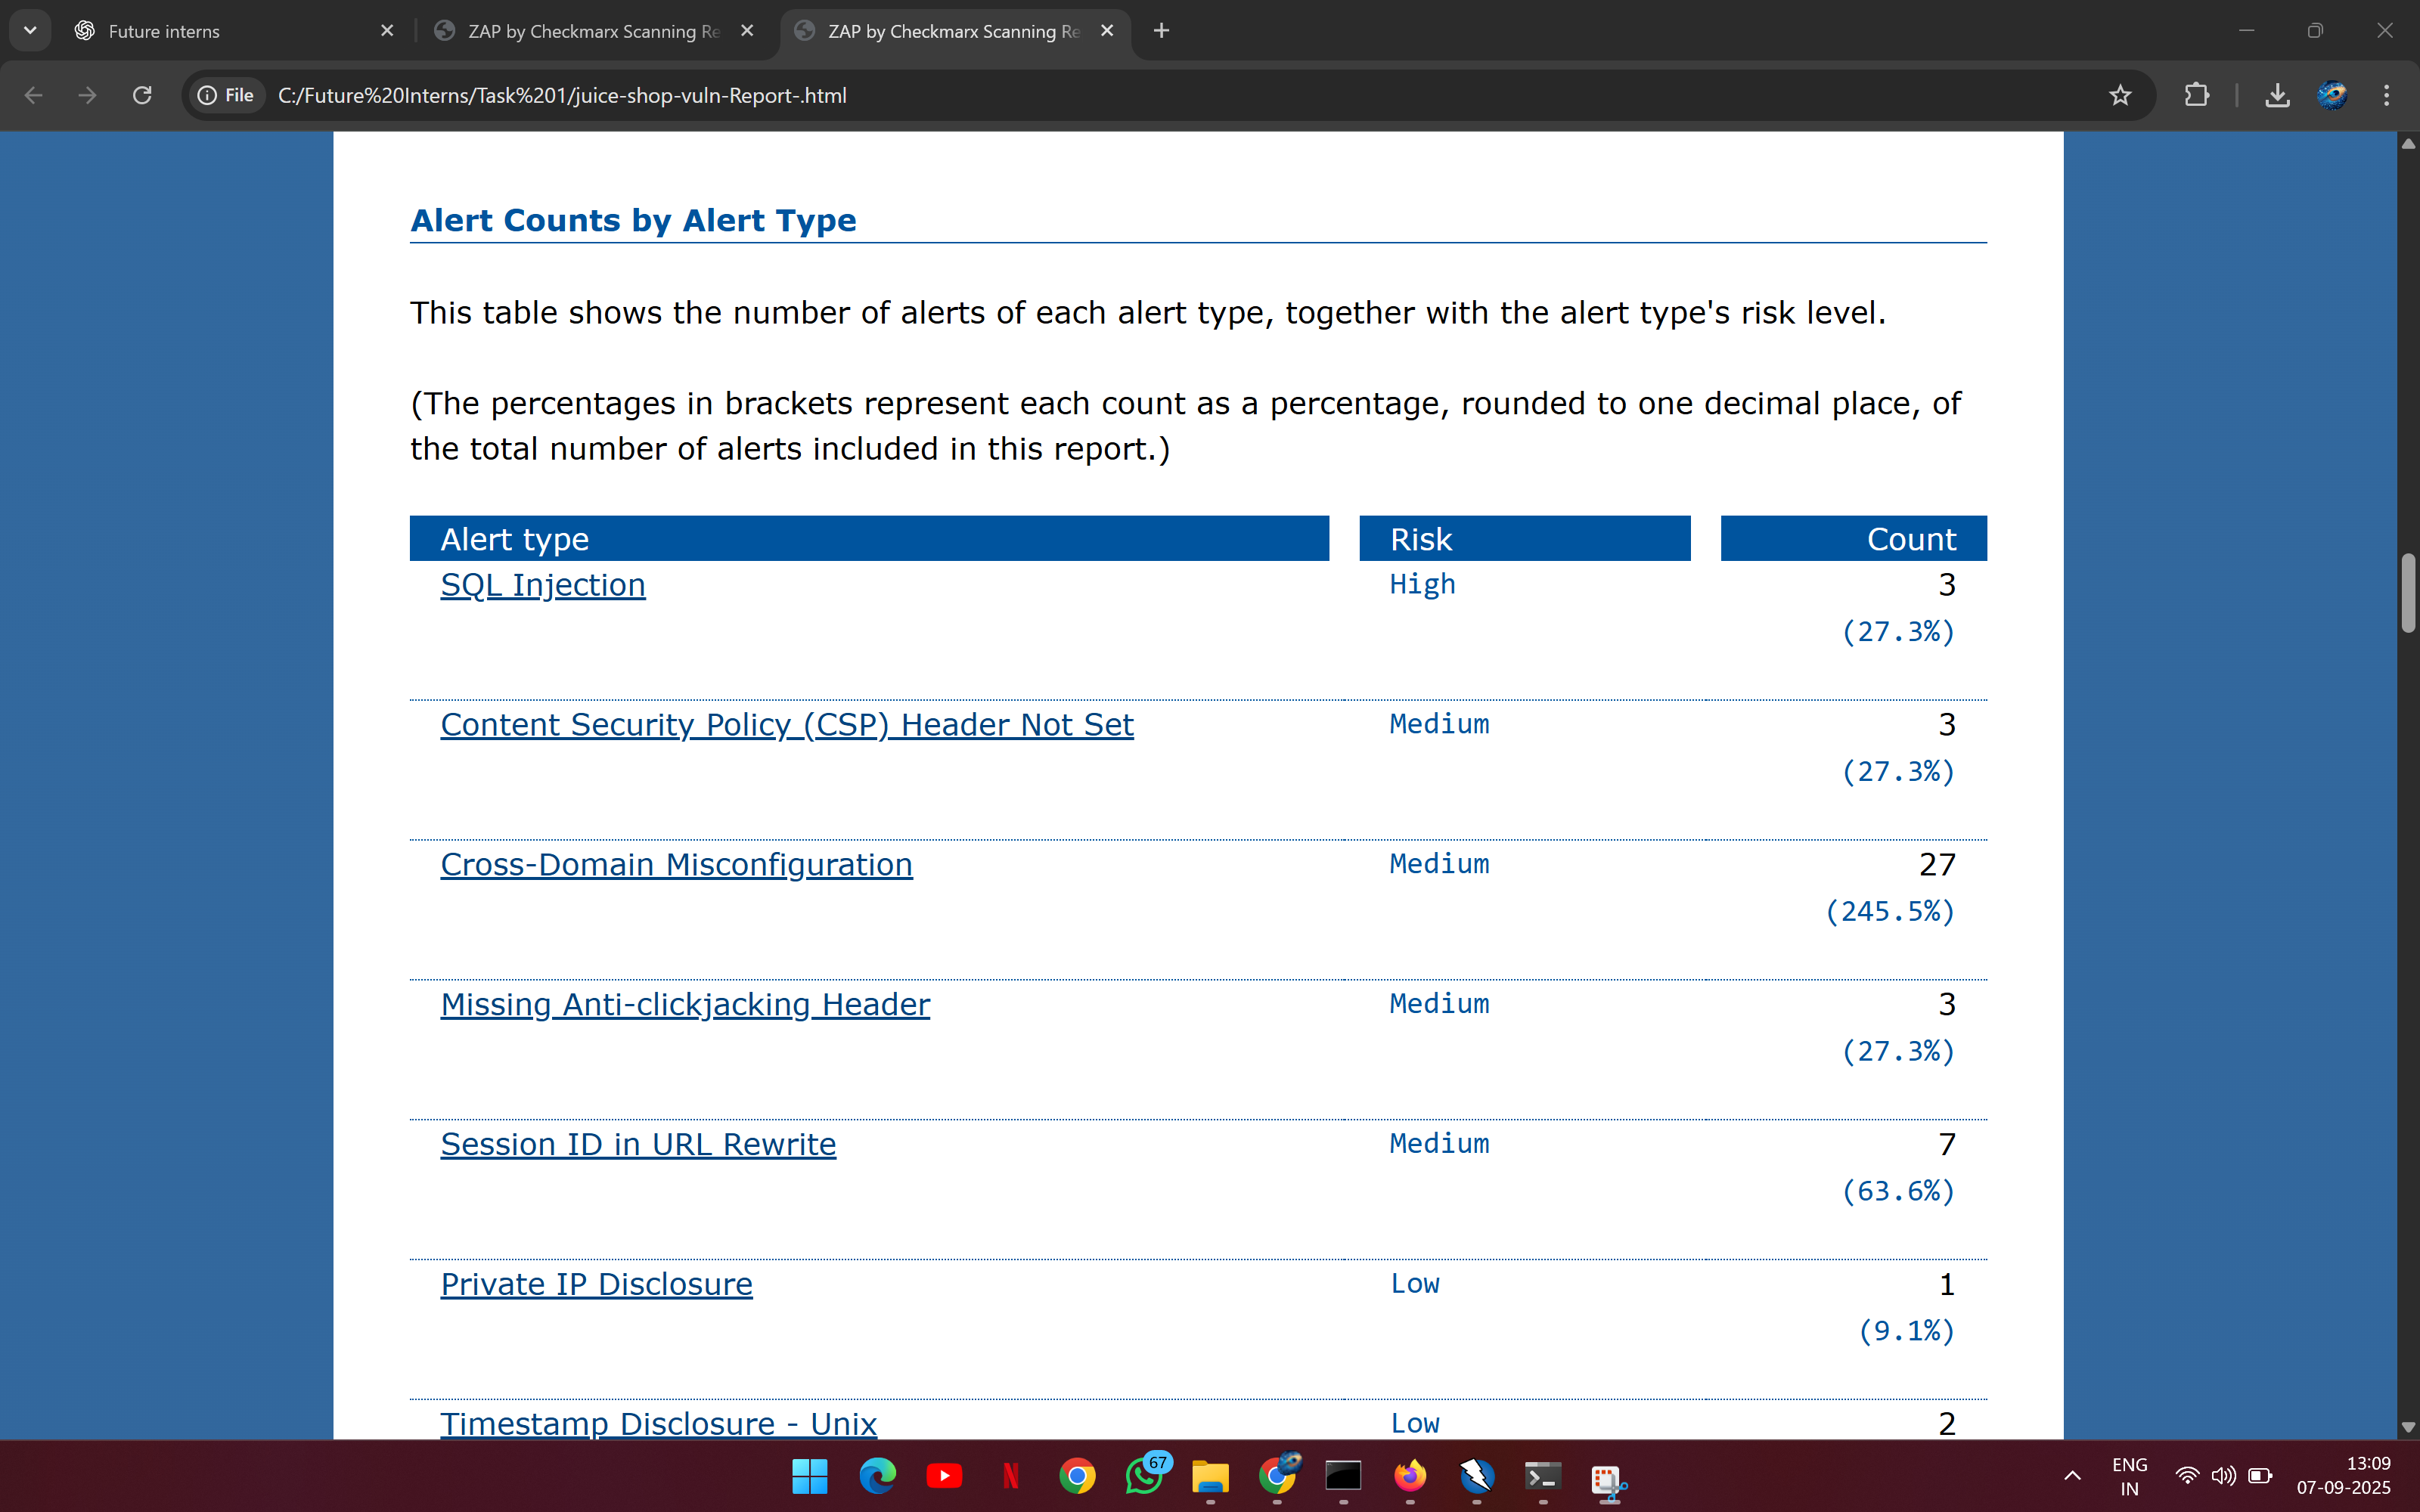 Future interns
ZAP by Checkmarx Scanning Re
ZAP by Checkmarx Scanning Re
File
C:/Future%20Interns/Task%201/juice-shop-vuln-Report-.html
Alert Counts by Alert Type
This table shows the number of alerts of each alert type, together with the alert type's risk level.
(The percentages in brackets represent each count as a percentage, rounded to one decimal place, of
the total number of alerts included in this report.)
Alert type Risk Count
SQL Injection High 3
(27.3%)
Content Security Policy (CSP) Header Not Set Medium 3
(27.3%)
Cross-Domain Misconfiguration Medium 27
(245.5%)
Missing Anti-clickjacking Header Medium 3
(27.3%)
Session ID in URL Rewrite Medium 7
(63.6%)
Private IP Disclosure Low 1
(9.1%)
Timestamp Disclosure - Unix Low 2
67
ENG
IN
13:09
07-09-2025